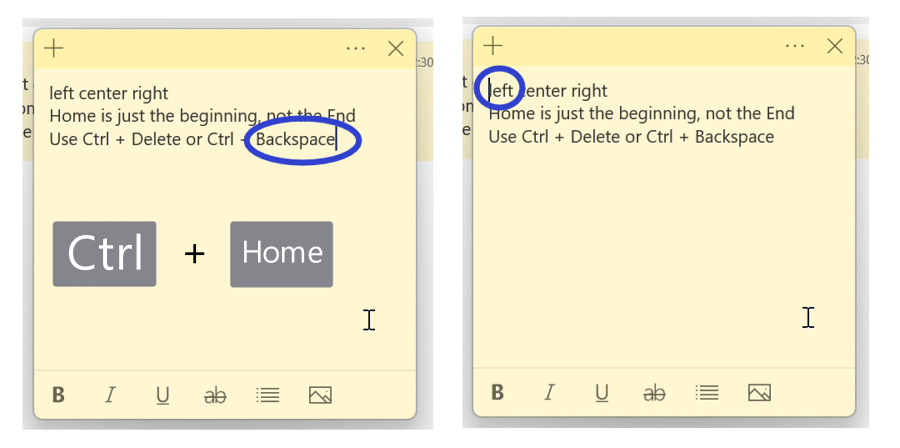 :30
left center right
Home is just the beginning, not the End
Use Ctrl + Delete or Ctrl + Backspace
Ctrl + Home
B I U ab
:30
left center right
Home is just the beginning, not the End
Use Ctrl + Delete or Ctrl + Backspace
B I U ab